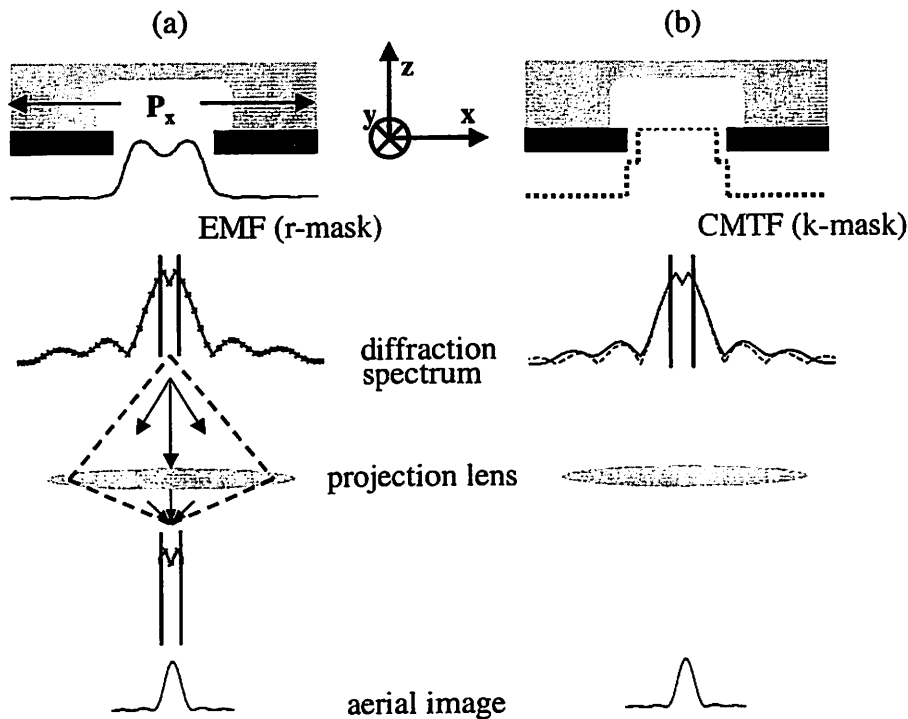 (a)
(b)
P_x
z
y
x
EMF (r-mask)
CMTF (k-mask)
diffraction
spectrum
projection lens
aerial image